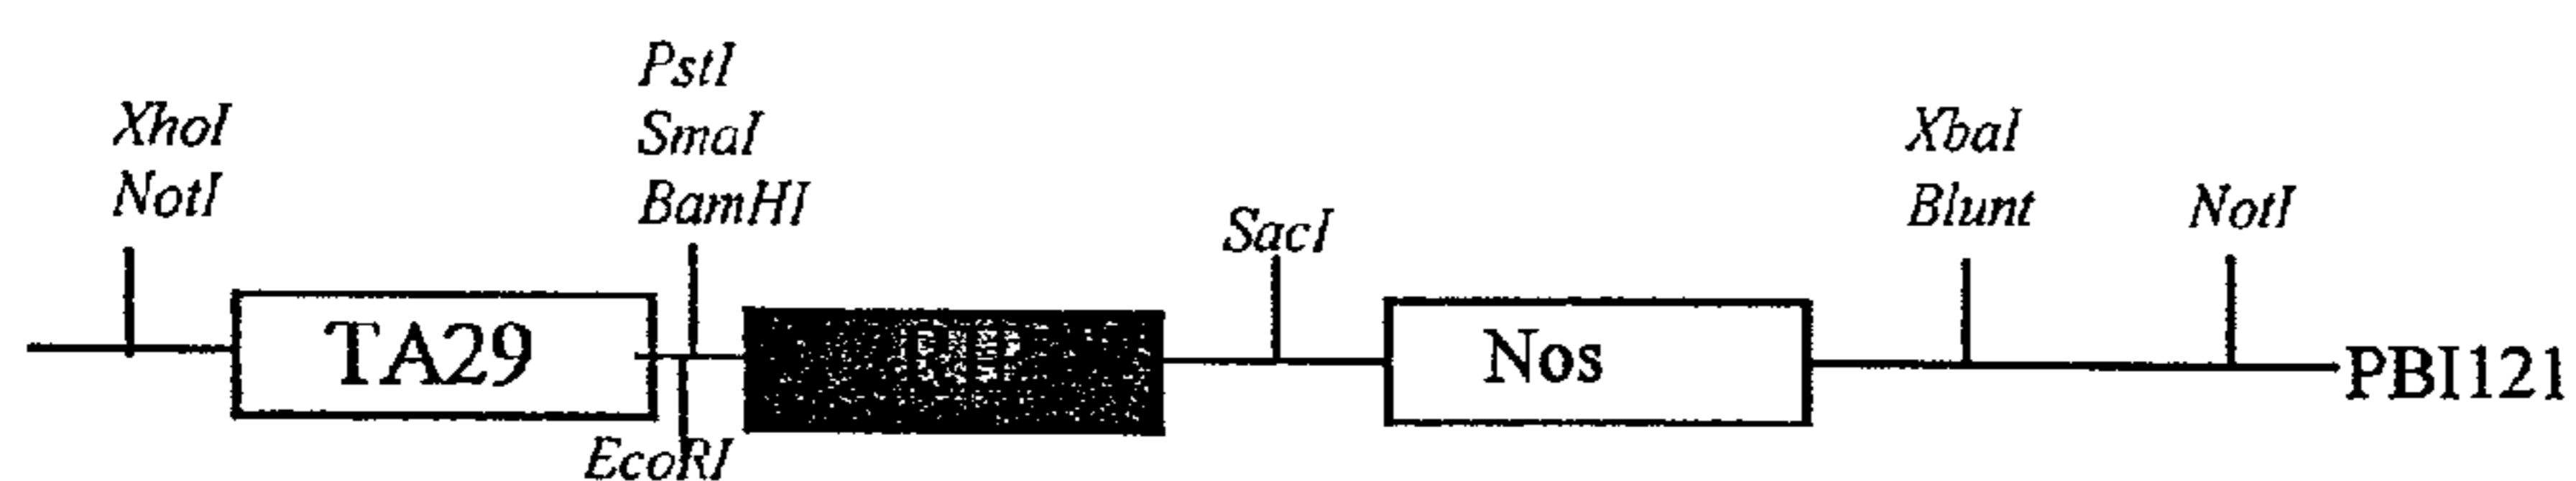 XhoI
NotI
PstI
SmaI
BamHI
EcoRI
SacI
XbaI
Blunt
NotI
TA29
Nos
PBI121